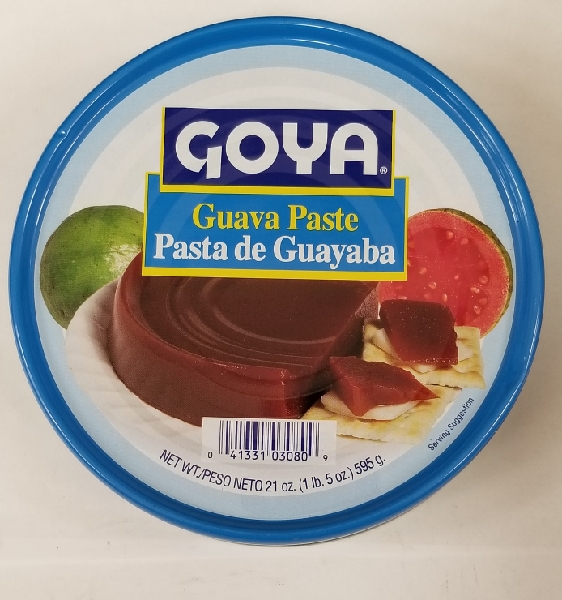 GOYA®
Guava Paste
Pasta de Guayaba
Serving suggestion
0 41331 03080 9
NET WT./PESO NETO 21 oz. (1 lb. 5 oz.) 595 g.